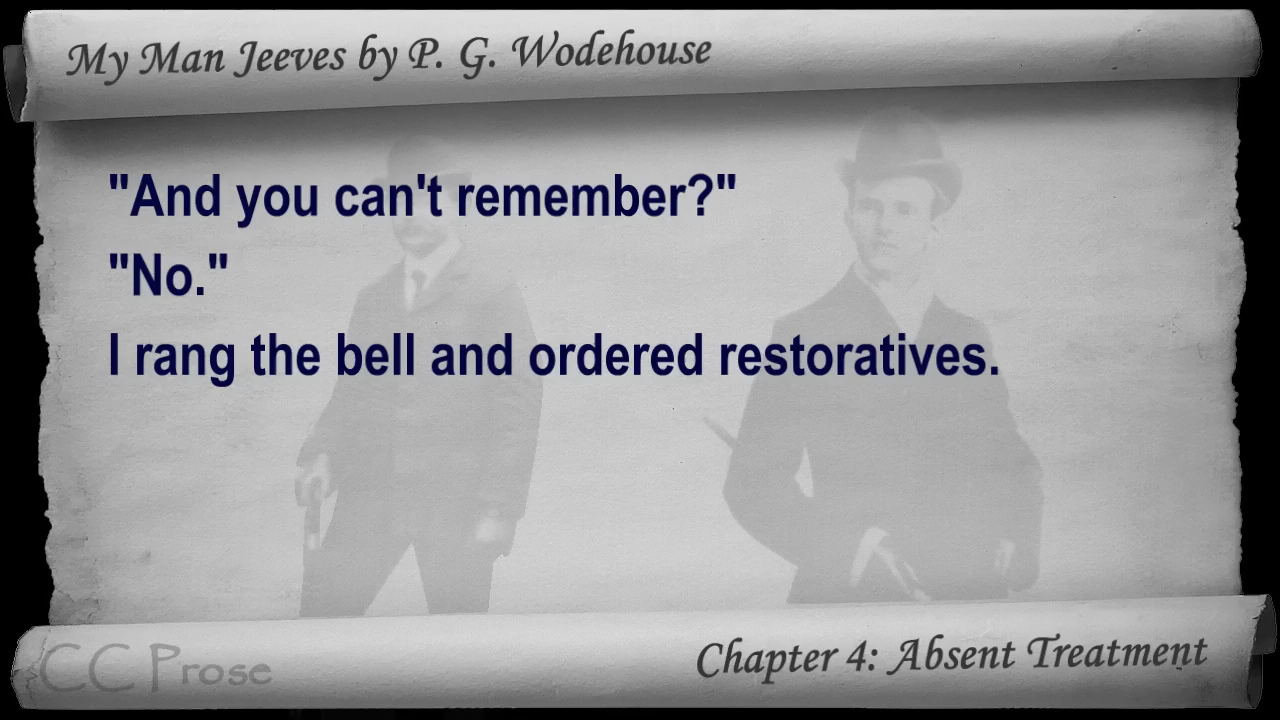 My Man Jeeves by P. G. Wodehouse
"And you can't remember?"
"No."
I rang the bell and ordered restoratives.
CC Prose
Chapter 4: Absent Treatment